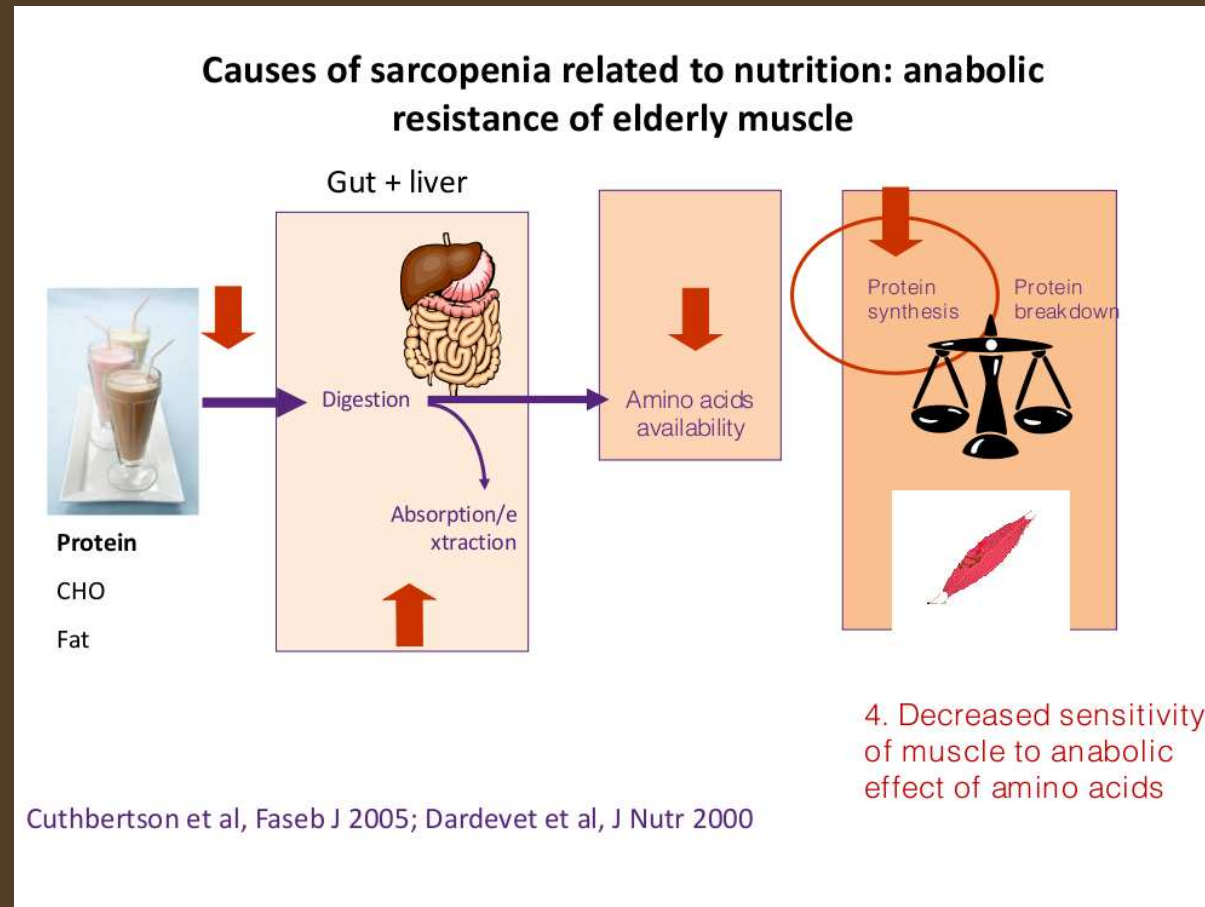 Causes of sarcopenia related to nutrition: anabolic
resistance of elderly muscle
Gut + liver
Protein
synthesis
Protein
breakdown
Digestion
Amino acids
availability
Absorption/e
xtraction
Protein
CHO
Fat
4. Decreased sensitivity
of muscle to anabolic
effect of amino acids
Cuthbertson et al, Faseb J 2005; Dardevet et al, J Nutr 2000